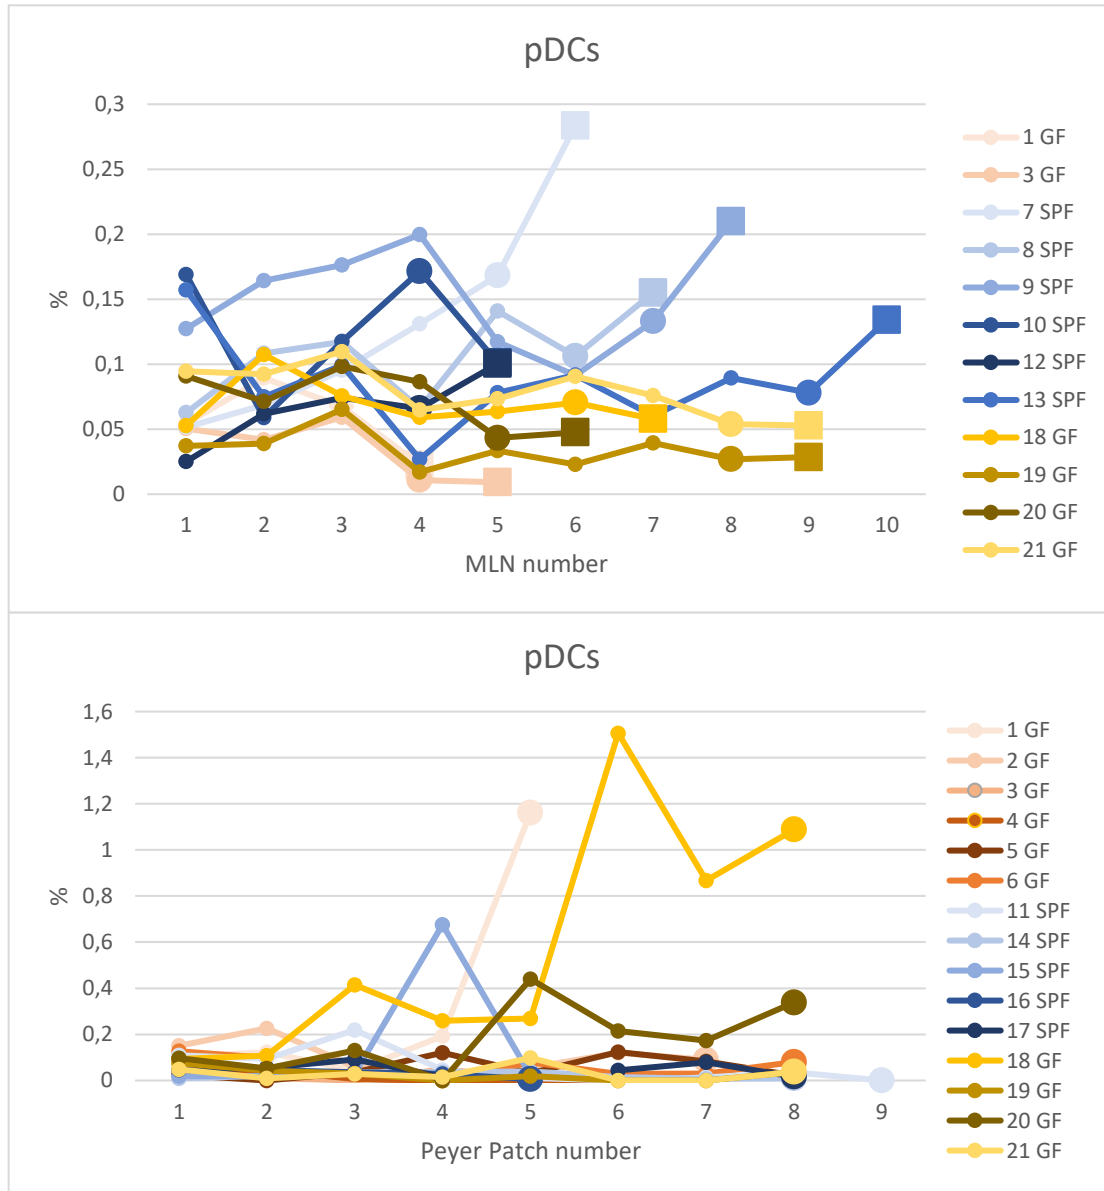 pDCs
0,3
0,25
0,2
0,15
0,1
0,05
0
%
1 2 3 4 5 6 7 8 9 10
MLN number
1 GF
3 GF
7 SPF
8 SPF
9 SPF
10 SPF
12 SPF
13 SPF
18 GF
19 GF
20 GF
21 GF
pDCs
1,6
1,4
1,2
1
0,8
0,6
0,4
0,2
0
%
1 2 3 4 5 6 7 8 9
Peyer Patch number
1 GF
2 GF
3 GF
4 GF
5 GF
6 GF
11 SPF
14 SPF
15 SPF
16 SPF
17 SPF
18 GF
19 GF
20 GF
21 GF